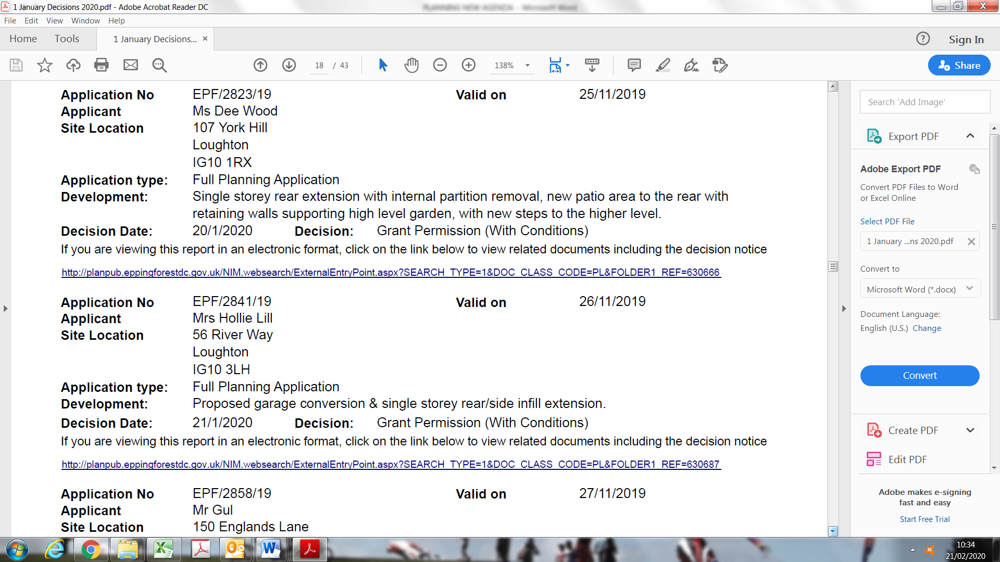 1 January Decisions 2020.pdf - Adobe Acrobat Reader DC
PLANNING NEW AGENDA - Microsoft Word
File Edit View Window Help
Home Tools 1 January Decisions... × Sign In
18 / 43 138% Share
Application No EPF/2823/19 Valid on 25/11/2019
Applicant Ms Dee Wood
Site Location 107 York Hill
Loughton
IG10 1RX
Application type: Full Planning Application
Development: Single storey rear extension with internal partition removal, new patio area to the rear with
retaining walls supporting high level garden, with new steps to the higher level.
Decision Date: 20/1/2020 Decision: Grant Permission (With Conditions)
If you are viewing this report in an electronic format, click on the link below to view related documents including the decision notice
http://planpub.eppingforestdc.gov.uk/NIM.websearch/ExternalEntryPoint.aspx?SEARCH_TYPE=1&DOC_CLASS_CODE=PL&FOLDER1_REF=630666
Application No EPF/2841/19 Valid on 26/11/2019
Applicant Mrs Hollie Lill
Site Location 56 River Way
Loughton
IG10 3LH
Application type: Full Planning Application
Development: Proposed garage conversion & single storey rear/side infill extension.
Decision Date: 21/1/2020 Decision: Grant Permission (With Conditions)
If you are viewing this report in an electronic format, click on the link below to view related documents including the decision notice
http://planpub.eppingforestdc.gov.uk/NIM.websearch/ExternalEntryPoint.aspx?SEARCH_TYPE=1&DOC_CLASS_CODE=PL&FOLDER1_REF=630687
Application No EPF/2858/19 Valid on 27/11/2019
Applicant Mr Gul
Site Location 150 Englands Lane
Search 'Add Image'
Export PDF
Adobe Export PDF
Convert PDF Files to Word
or Excel Online
Select PDF File
1 January ...ns 2020.pdf
Convert to
Microsoft Word (*.docx)
Document Language:
English (U.S.) Change
Convert
Create PDF
Edit PDF
Adobe makes e-signing
fast and easy
Start Free Trial
10:34
21/02/2020